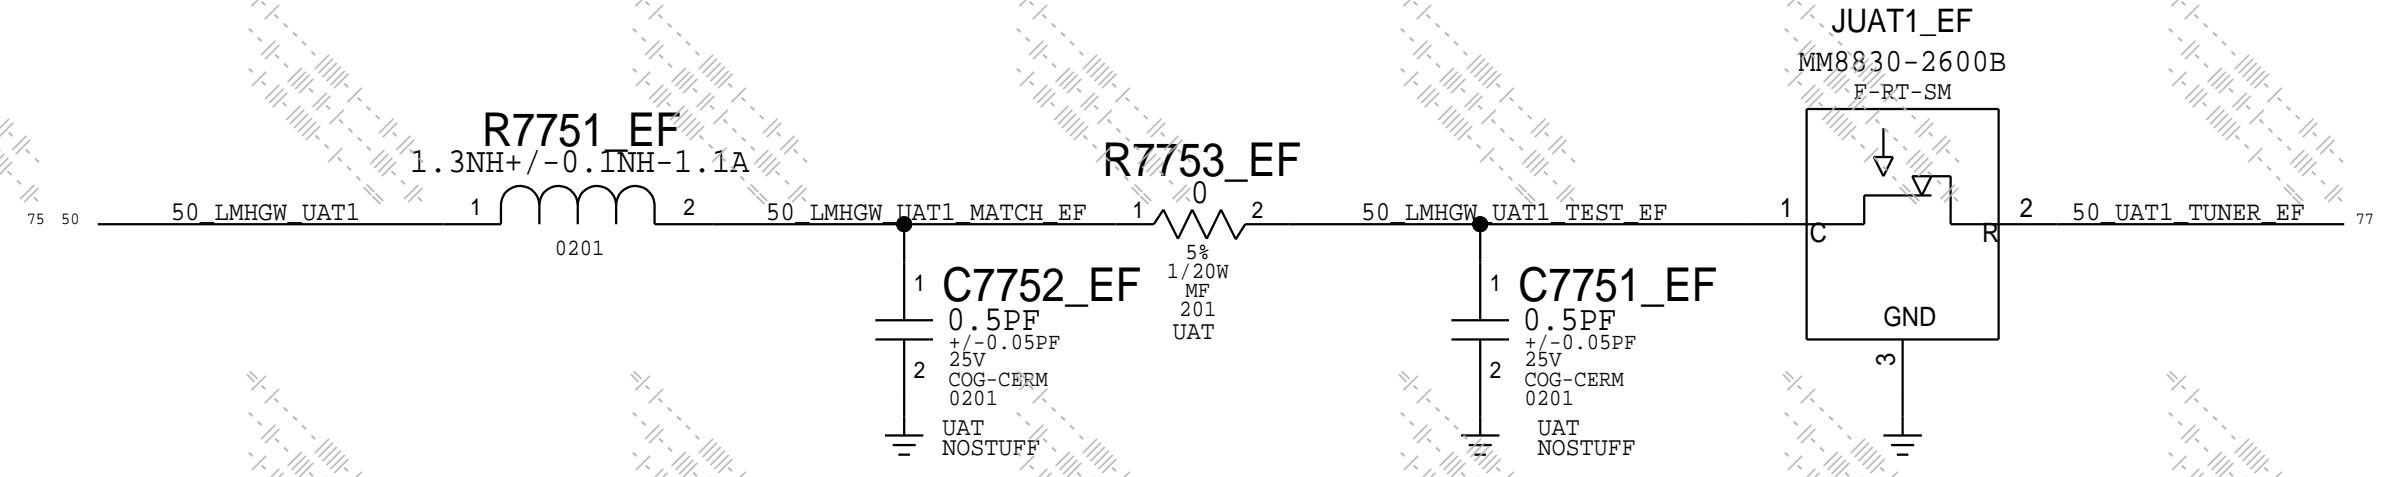 JUAT1_EF
MM8830-2600B
F-RT-SM
R7751_EF
1.3NH+/-0.1NH-1.1A
R7753_EF
0
75 50
50_LMHGW_UAT1
1
2
50_LMHGW_UAT1_MATCH_EF
1
2
50_LMHGW_UAT1_TEST_EF
1
2
50_UAT1_TUNER_EF
77
C
R
0201
5%
1/20W
MF
201
UAT
1
C7752_EF
0.5PF
+/-0.05PF
25V
2
COG-CERM
0201
UAT
NOSTUFF
1
C7751_EF
0.5PF
+/-0.05PF
25V
2
COG-CERM
0201
UAT
NOSTUFF
GND
3